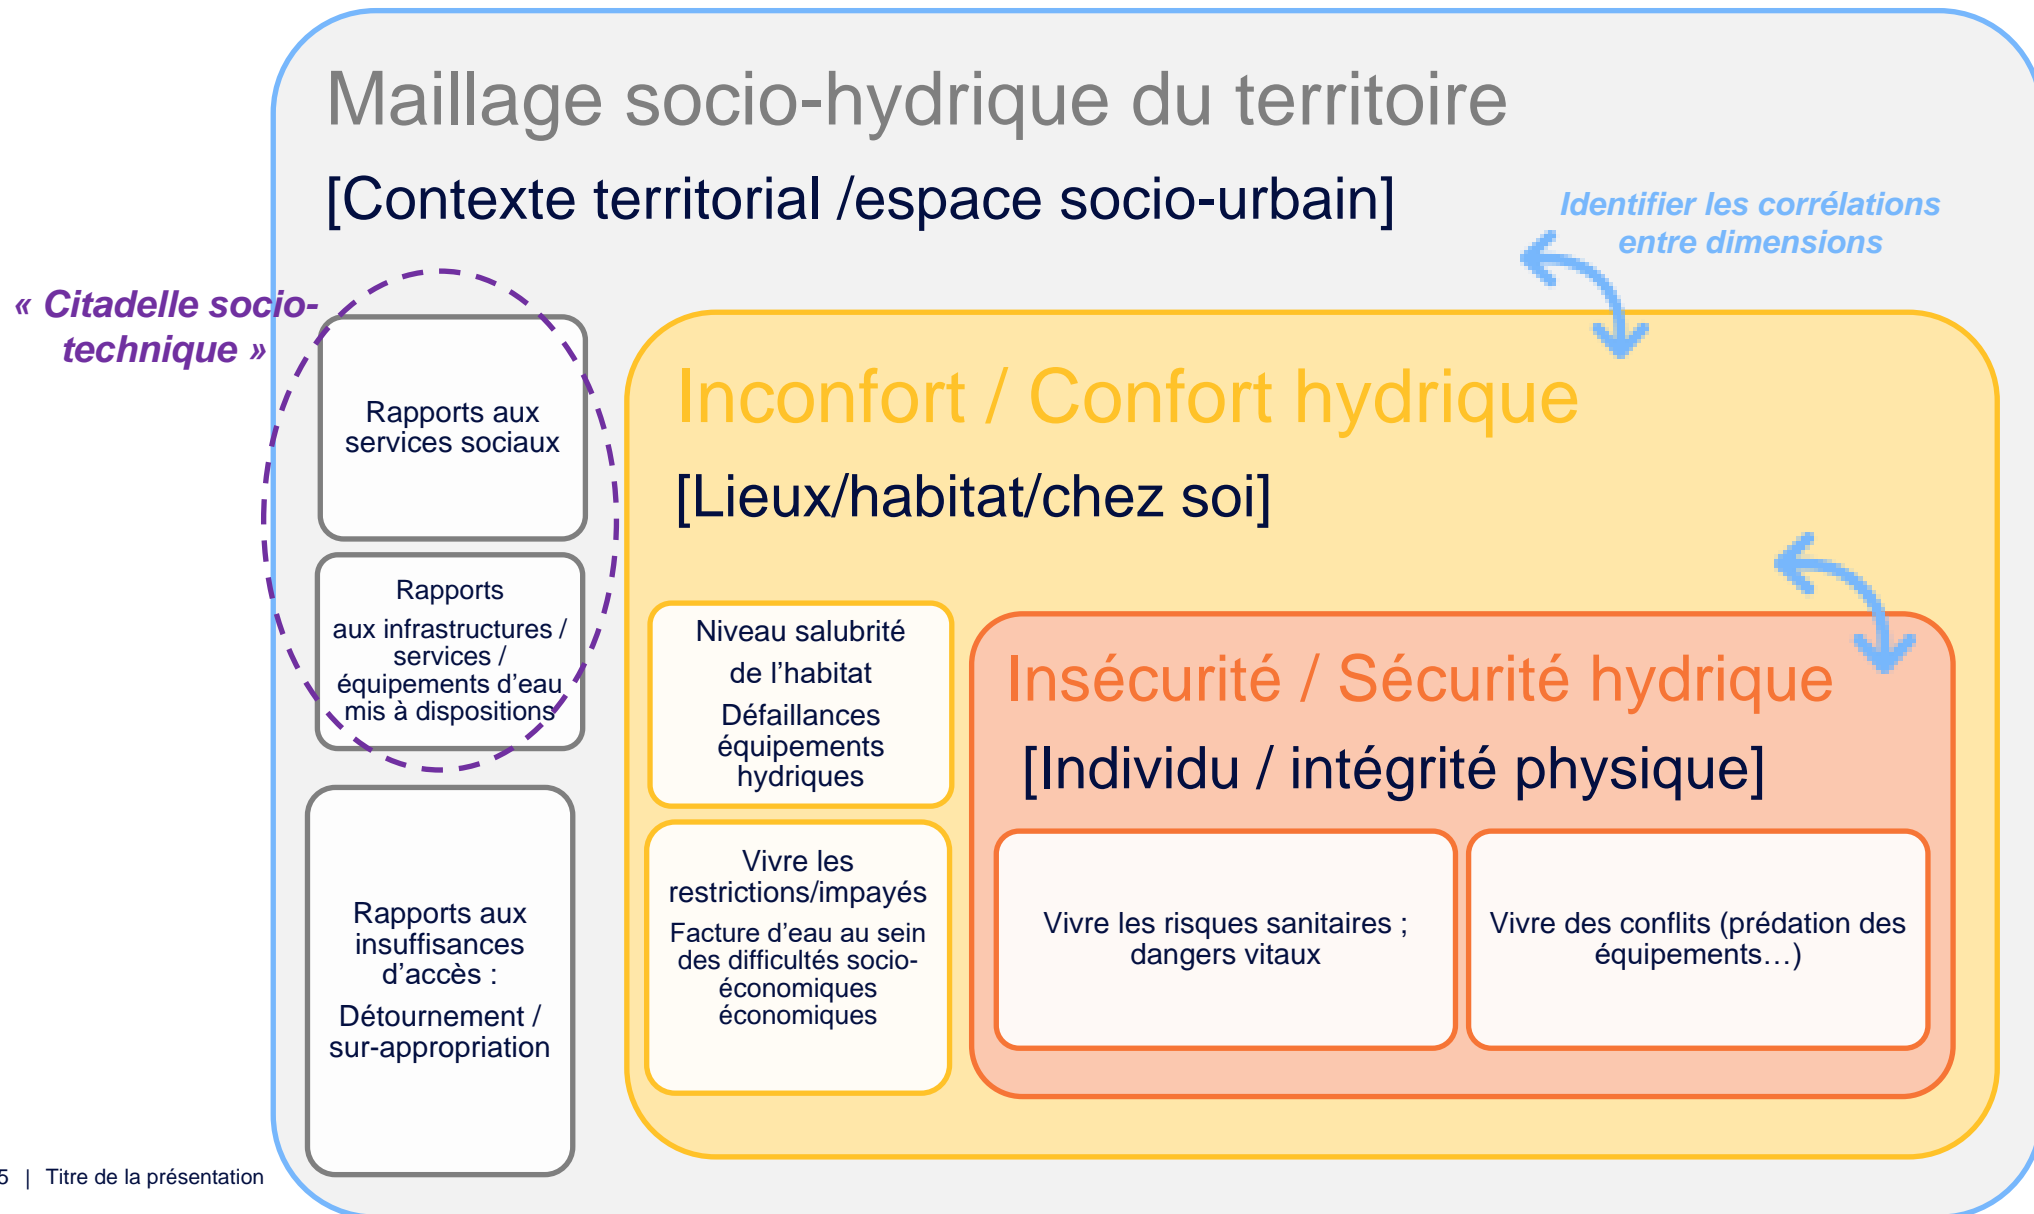 Maillage socio-hydrique du territoire
[Contexte territorial /espace socio-urbain]
Identifier les corrélations
entre dimensions
« Citadelle socio-
technique »
Rapports aux
services sociaux
Rapports
aux infrastructures /
services /
équipements d’eau
mis à dispositions
Rapports aux
insuffisances
d’accès :
Détournement /
sur-appropriation
Inconfort / Confort hydrique
[Lieux/habitat/chez soi]
Niveau salubrité
de l’habitat
Défaillances
équipements
hydriques
Vivre les
restrictions/impayés
Facture d’eau au sein
des difficultés socio-
économiques
économiques
Insécurité / Sécurité hydrique
[Individu / intégrité physique]
Vivre les risques sanitaires ;
dangers vitaux
Vivre des conflits (prédation des
équipements…)
5 | Titre de la présentation